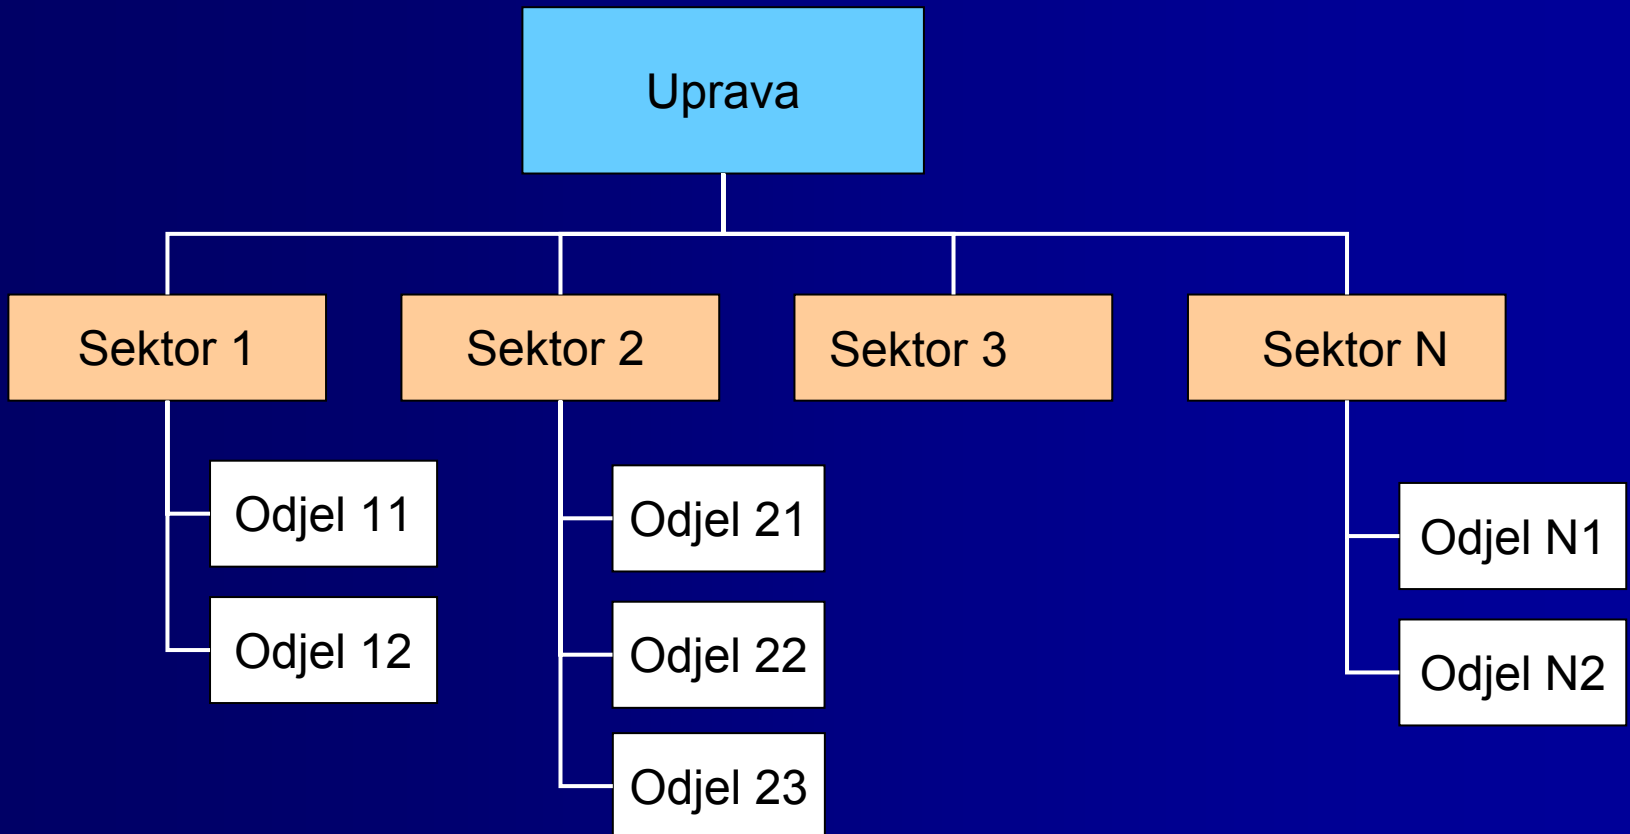 Uprava
Sektor 1
Sektor 2
Sektor 3
Sektor N
Odjel 11
Odjel 12
Odjel 21
Odjel 22
Odjel 23
Odjel N1
Odjel N2